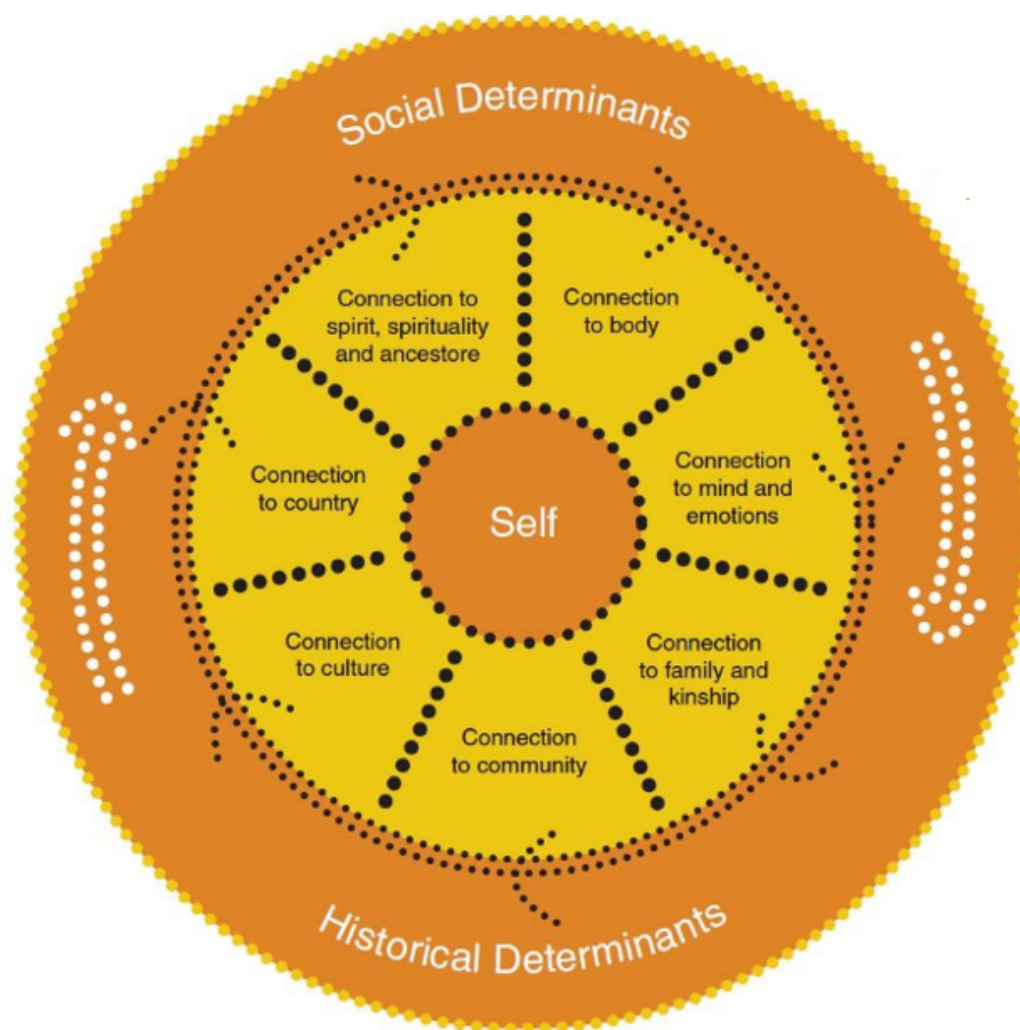 Social Determinants
Connection to
spirit, spirituality
and ancestore
Connection
to body
Connection
to country
Self
Connection
to mind and
emotions
Connection
to culture
Connection
to family and
kinship
Connection
to community
Historical Determinants